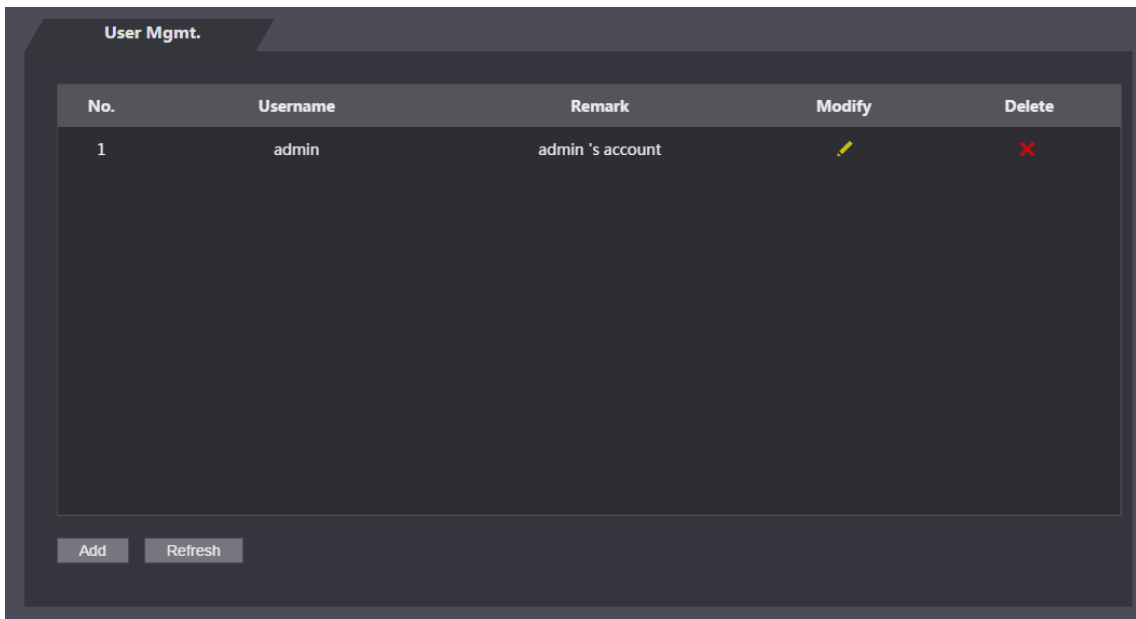 User Mgmt.
No. Username Remark Modify Delete
1 admin admin 's account
Add Refresh